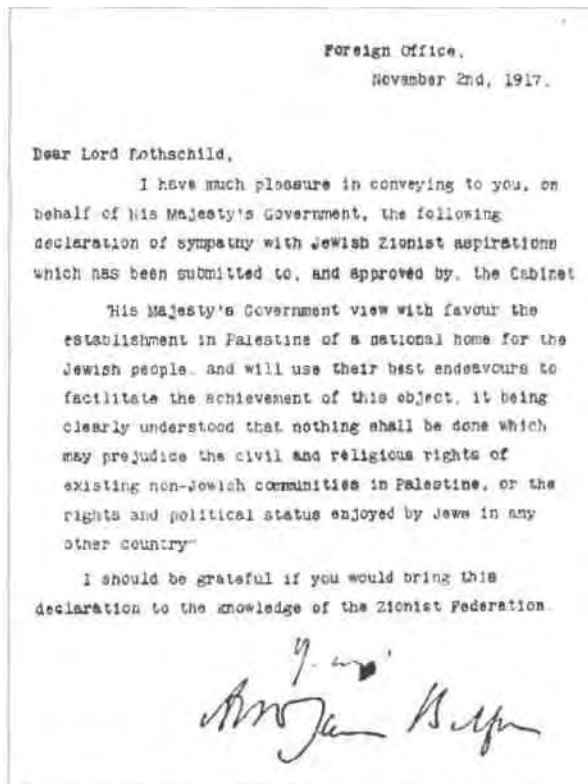 Foreign Office,
November 2nd, 1917.
Dear Lord Rothschild,
I have much pleasure in conveying to you, on
behalf of His Majesty's Government, the following
declaration of sympathy with Jewish Zionist aspirations
which has been submitted to, and approved by, the Cabinet
His Majesty's Government view with favour the
establishment in Palestine of a national home for the
Jewish people, and will use their best endeavours to
facilitate the achievement of this object, it being
clearly understood that nothing shall be done which
may prejudice the civil and religious rights of
existing non-Jewish communities in Palestine, or the
rights and political status enjoyed by Jews in any
other country"
I should be grateful if you would bring this
declaration to the knowledge of the Zionist Federation.